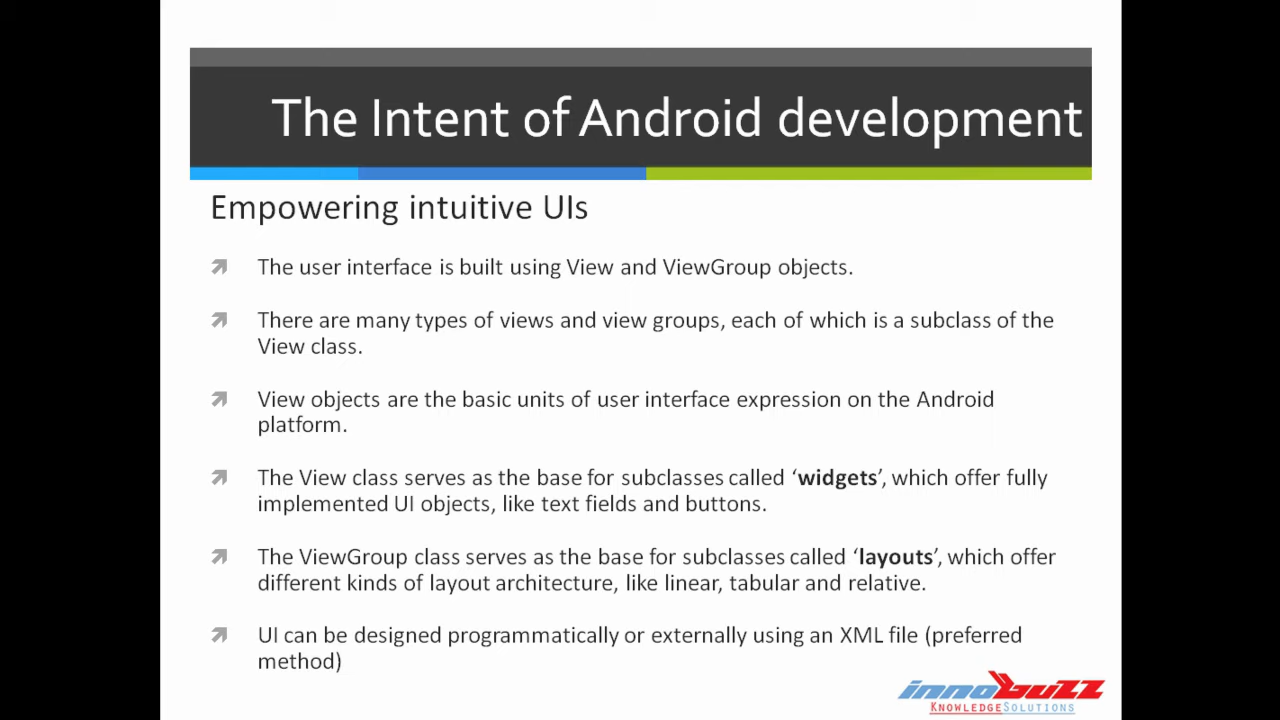 The Intent of Android development
Empowering intuitive UIs
The user interface is built using View and ViewGroup objects.
There are many types of views and view groups, each of which is a subclass of the
View class.
View objects are the basic units of user interface expression on the Android
platform.
The View class serves as the base for subclasses called ‘widgets’, which offer fully
implemented UI objects, like text fields and buttons.
The ViewGroup class serves as the base for subclasses called ‘layouts’, which offer
different kinds of layout architecture, like linear, tabular and relative.
UI can be designed programmatically or externally using an XML file (preferred
method)
innobuzz
KNOWLEDGESOLUTIONS